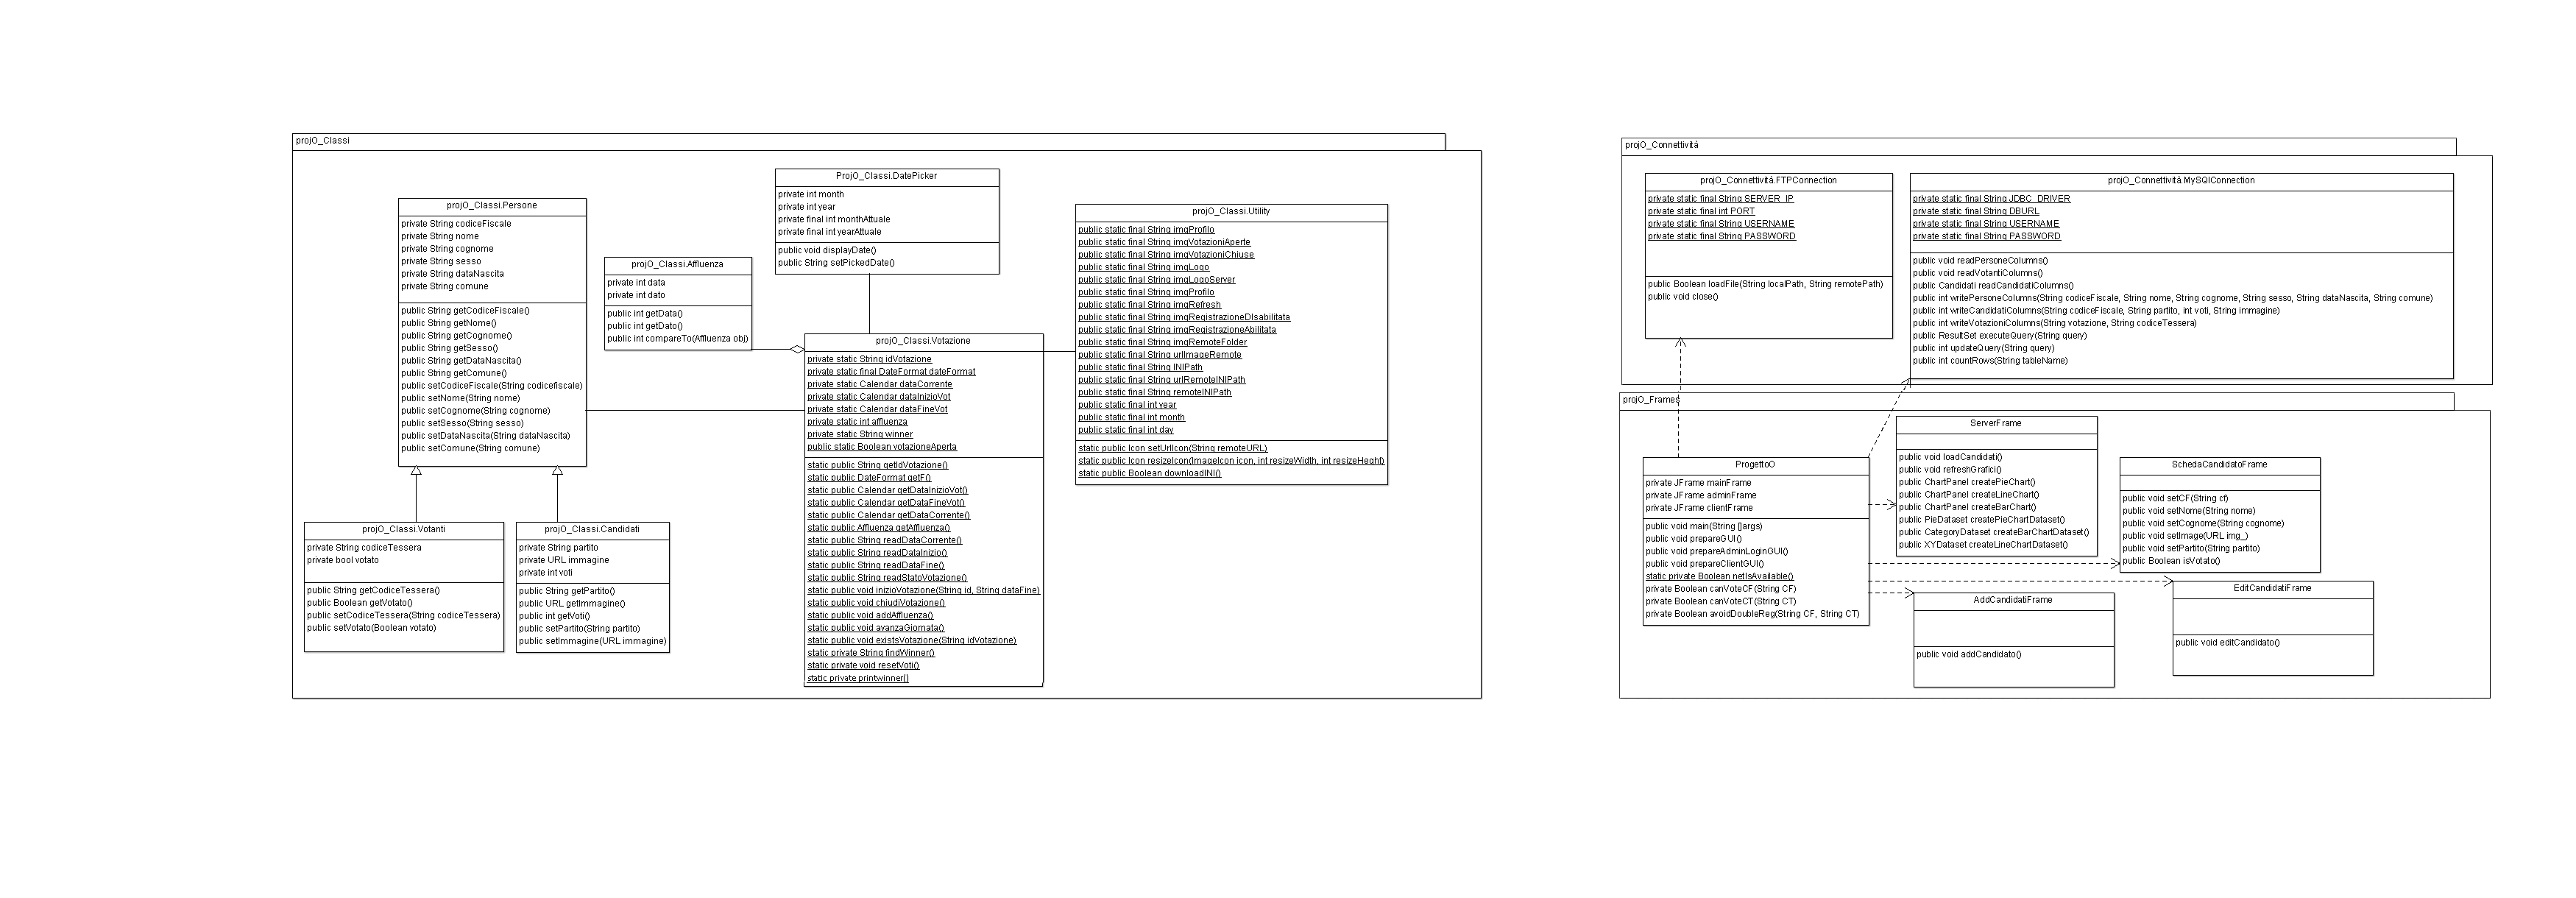 projO_Classi
projO_Classi.Persone
private String codiceFiscale
private String nome
private String cognome
private String sesso
private String dataNascita
private String comune
public String getCodiceFiscale()
public String getNome()
public String getCognome()
public String getSesso()
public String getDataNascita()
public String getComune()
public String setCodiceFiscale(String codicefiscale)
public String setNome(String nome)
public String setCognome(String cognome)
public String setSesso(String sesso)
public String setDataNascita(String dataNascita)
public String setComune(String comune)
projO_Classi.Votanti
private String codiceTessera
private bool votato
public String getCodiceTessera()
public Boolean getVotato()
public setCodiceTessera(String codiceTessera)
public setVotato(Boolean votato)
projO_Classi.Candidati
private String partito
private URL immagine
private int voti
public String getPartito()
public URL getImmagine()
public int getVoti()
public setPartito(String partito)
public setImmagine(URL immagine)
projO_Classi.Affluenza
private int data
private int dato
public int getData()
public int getDato()
public int compareTo(Affluenza obj)
ProjO_Classi.DatePicker
private int month
private int year
private final int monthAttuale
private final int yearAttuale
public void displayDate()
public String setPickedDate()
projO_Classi.Votazione
private static String idVotazione
private static final DateFormat dateFormat
private static Calendar dataCorrente
private static Calendar dataInizioVot
private static Calendar dataFineVot
private static int affluenza
private static String winner
public static Boolean votazioneAperta
static public String getIdVotazione()
static public DateFormat getF()
static public Calendar getDataInizioVot()
static public Calendar getDataFineVot()
static public Calendar getDataCorrente()
static public Affluenza getAffluenza()
static public String readDataCorrente()
static public String readDataInizio()
static public String readDataFine()
static public String readStatoVotazione()
static public void inizioVotazione(String id, String dataFine)
static public void chiudiVotazione()
static public void addAffluenza()
static public void avanzaGiornata()
static public void existsVotazione(String idVotazione)
static private String findWinner()
static private void resetVoti()
static private printwinner()
projO_Classi.Utility
public static final String imgProfilo
public static final String imgVotazioniAperte
public static final String imgVotazioniChiuse
public static final String imgLogo
public static final String imgLogoServer
public static final String imgProfilo
public static final String imgRefresh
public static final String imgRegistrazioneDIsabilitata
public static final String imgRegistrazioneAbilitata
public static final String imgRemoteFolder
public static final String urlImageRemote
public static final String INIPath
public static final String urlRemoteINIPath
public static final String remoteINIPath
public static final int year
public static final int month
public static final int day
static public Icon setUrlIcon(String remoteURL)
static public Icon resizeIcon(ImageIcon icon, int resizeWidth, int resizeHeght)
static public Boolean downloadINI()
projO_Connettivitá
projO_Connettivitá.FTPConnection
private static final String SERVER_IP
private static final int PORT
private static final String USERNAME
private static final String PASSWORD
public Boolean loadFile(String localPath, String remotePath)
public void close()
projO_Connettivitá.MySQlConnection
private static final String JDBC_DRIVER
private static final String DBURL
private static final String USERNAME
private static final String PASSWORD
public void readPersoneColumns()
public void readVotantiColumns()
public Candidati readCandidatiColumns()
public int writePersoneColumns(String codiceFiscale, String nome, String cognome, String sesso, String dataNascita, String comune)
public int writeCandidatiColumns(String codiceFiscale, String partito, int voti, String immagine)
public int writeVotazioniColumns(String votazione, String codiceTessera)
public ResultSet executeQuery(String query)
public int updateQuery(String query)
public int countRows(String tableName)
projO_Frames
ProgettoO
private JFrame mainFrame
private JFrame adminFrame
private JFrame clientFrame
public void main(String []args)
public void prepareGUI()
public void prepareAdminLoginGUI()
public void prepareClientGUI()
static private Boolean netIsAvailable()
private Boolean canVoteCF(String CF)
private Boolean canVoteCT(String CT)
private Boolean avoidDoubleReg(String CF, String CT)
ServerFrame
public void loadCandidati()
public void refreshGrafici()
public ChartPanel createPieChart()
public ChartPanel createLineChart()
public ChartPanel createBarChart()
public PieDataset createPieChartDataset()
public CategoryDataset createBarChartDataset()
public XYDataset createLineChartDataset()
SchedaCandidatoFrame
public void setCF(String cf)
public void setNome(String nome)
public void setCognome(String cognome)
public void setImage(URL img_)
public void setPartito(String partito)
public Boolean isVotato()
AddCandidatiFrame
public void addCandidato()
EditCandidatiFrame
public void editCandidato()